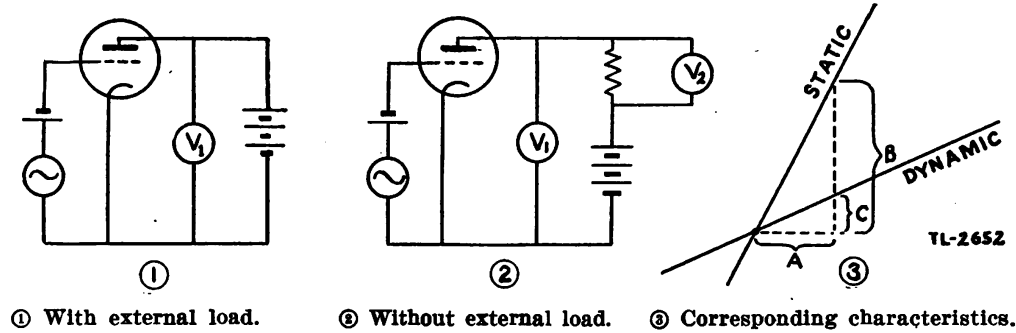 V₁
①
V₁
V₂
②
STATIC
DYNAMIC
A
B
C
③
TL-2652
① With external load.
② Without external load.
③ Corresponding characteristics.